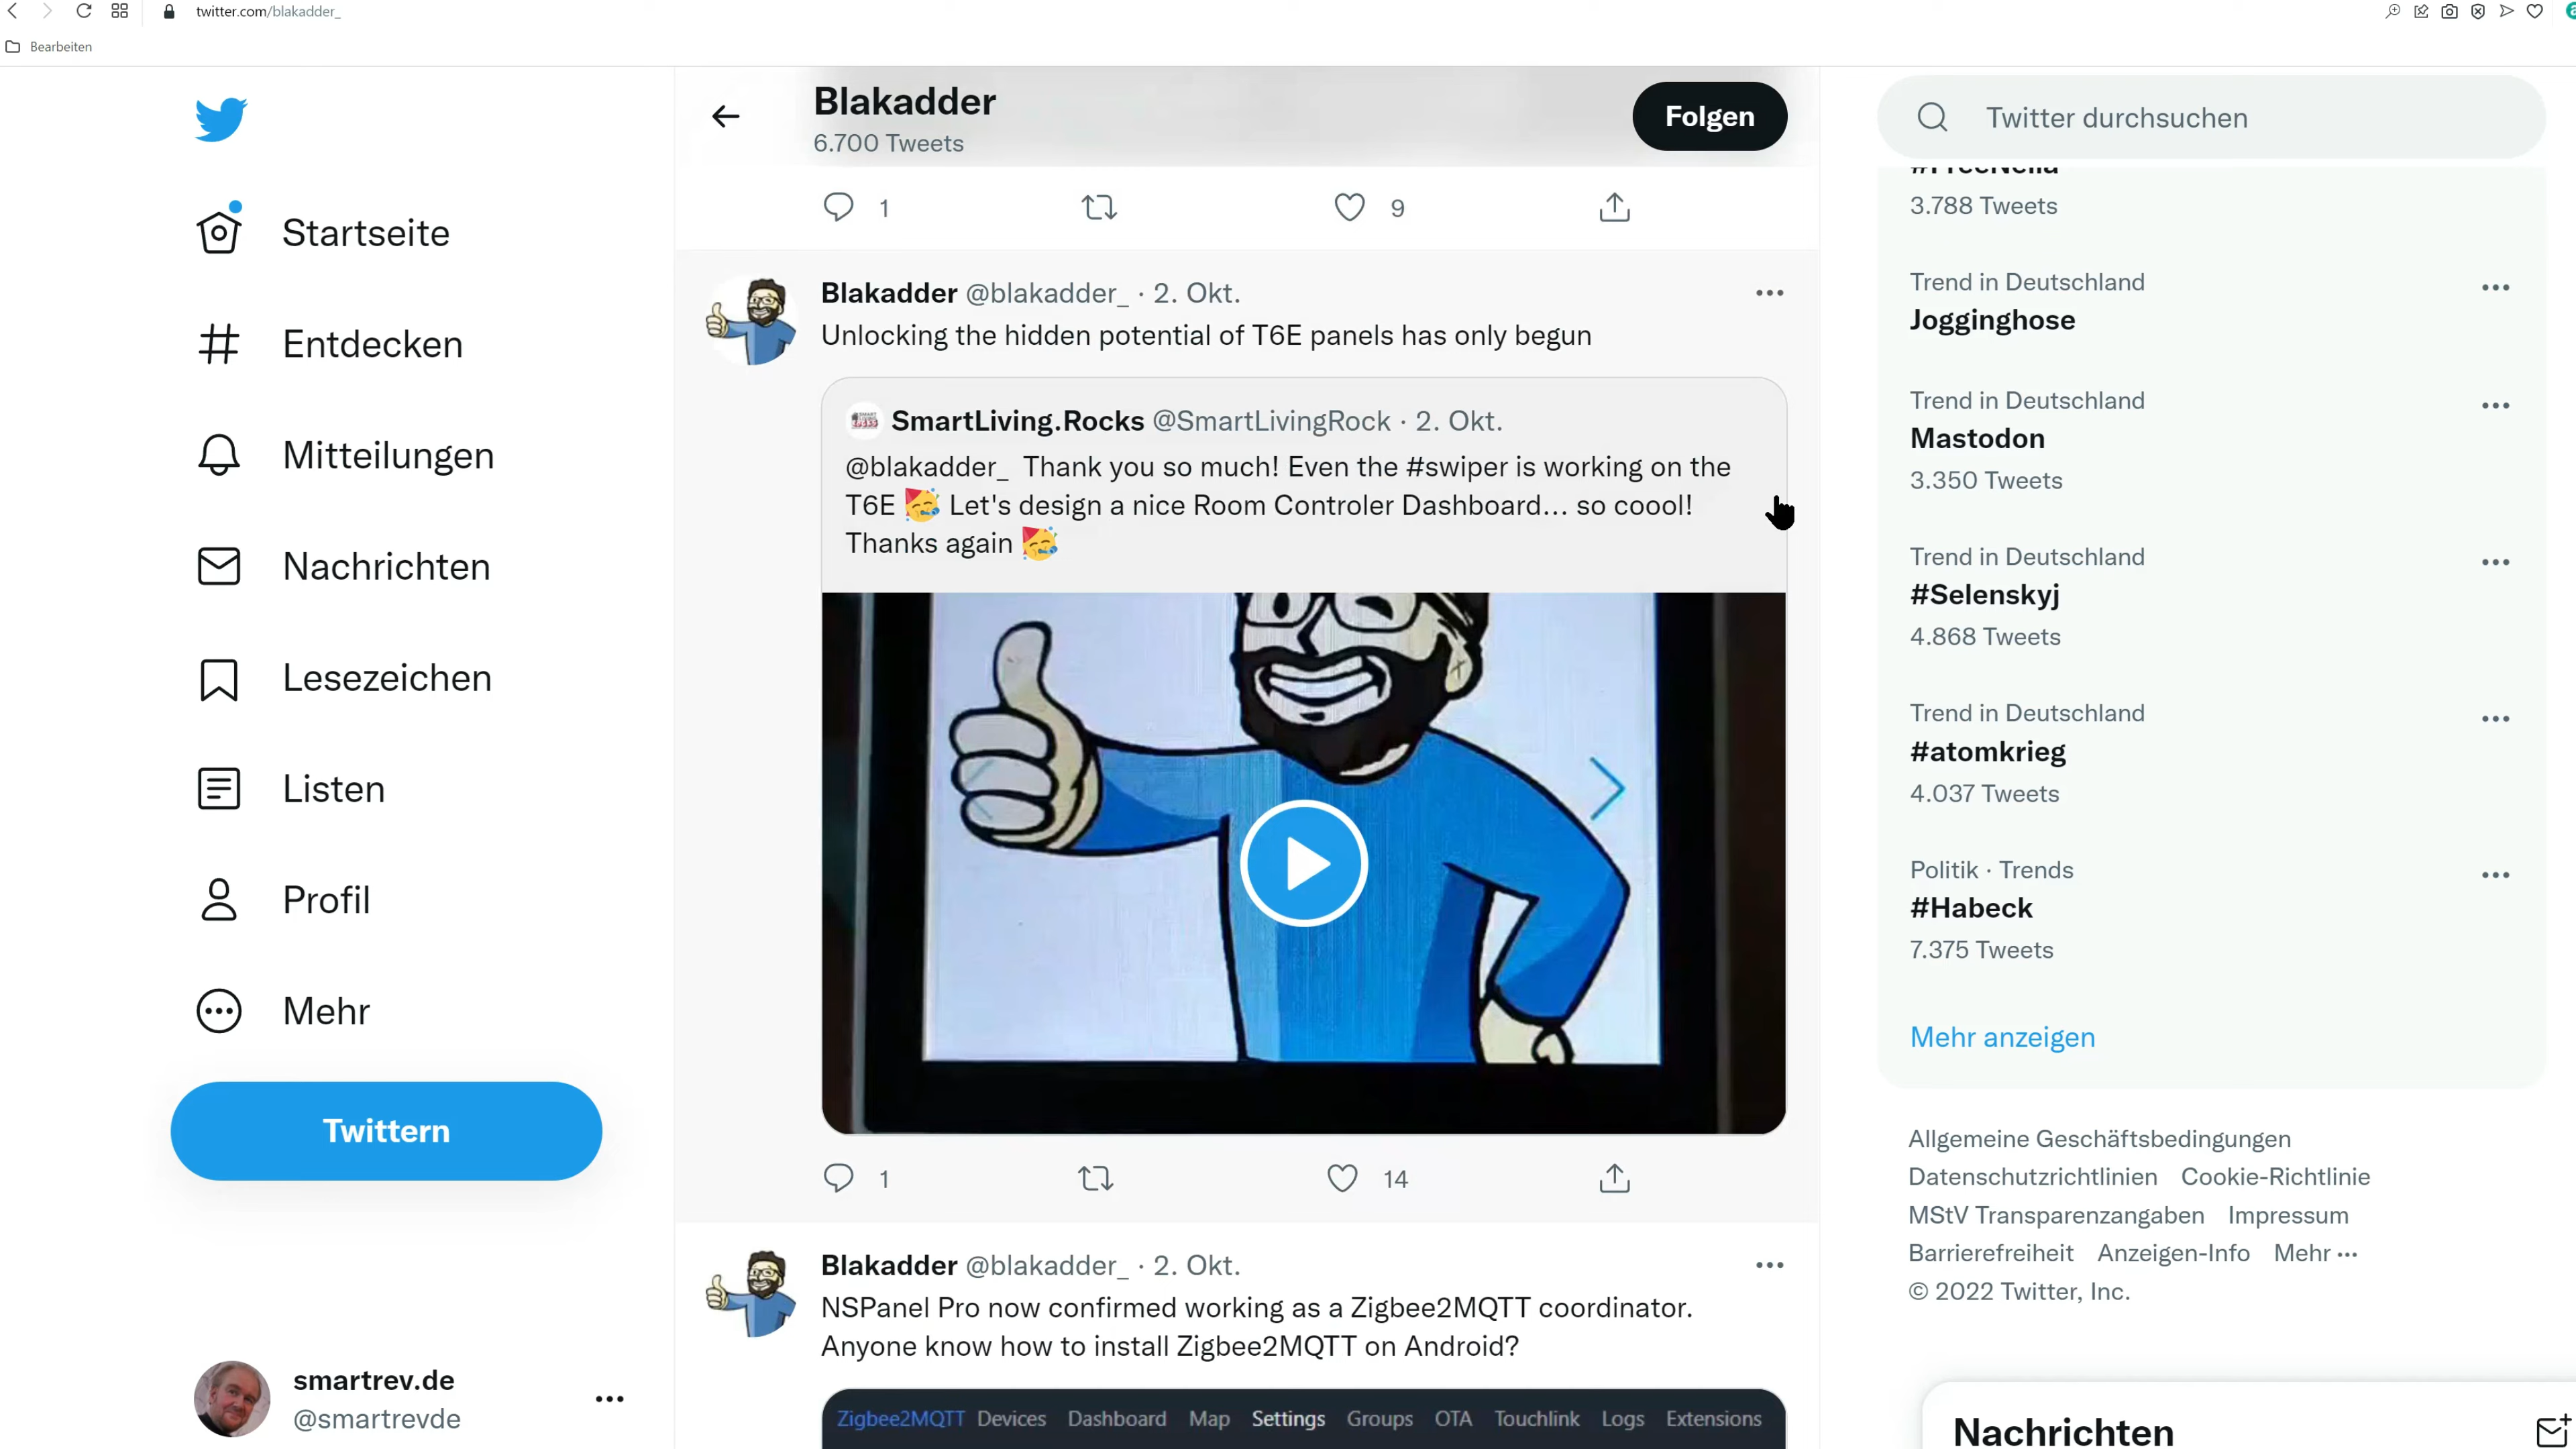 twitter.com/blakadder_
Bearbeiten
Startseite
Entdecken
Mitteilungen
Nachrichten
Lesezeichen
Listen
Profil
Mehr
Twittern
smartrev.de
@smartrevde
Blakadder
6.700 Tweets
Folgen
1
9
Blakadder @blakadder_ · 2. Okt.
Unlocking the hidden potential of T6E panels has only begun
SmartLiving.Rocks @SmartLivingRock · 2. Okt.
@blakadder_ Thank you so much! Even the #swiper is working on the
T6E 🥳 Let's design a nice Room Controler Dashboard... so coool!
Thanks again 🥳
1
14
Blakadder @blakadder_ · 2. Okt.
NSPanel Pro now confirmed working as a Zigbee2MQTT coordinator.
Anyone know how to install Zigbee2MQTT on Android?
Zigbee2MQTT Devices Dashboard Map Settings Groups OTA Touchlink Logs Extensions
Twitter durchsuchen
3.788 Tweets
Trend in Deutschland
Jogginghose
Trend in Deutschland
Mastodon
3.350 Tweets
Trend in Deutschland
#Selenskyj
4.868 Tweets
Trend in Deutschland
#atomkrieg
4.037 Tweets
Politik · Trends
#Habeck
7.375 Tweets
Mehr anzeigen
Allgemeine Geschäftsbedingungen
Datenschutzrichtlinien Cookie-Richtlinie
MStV Transparenzangaben Impressum
Barrierefreiheit Anzeigen-Info Mehr ···
© 2022 Twitter, Inc.
Nachrichten